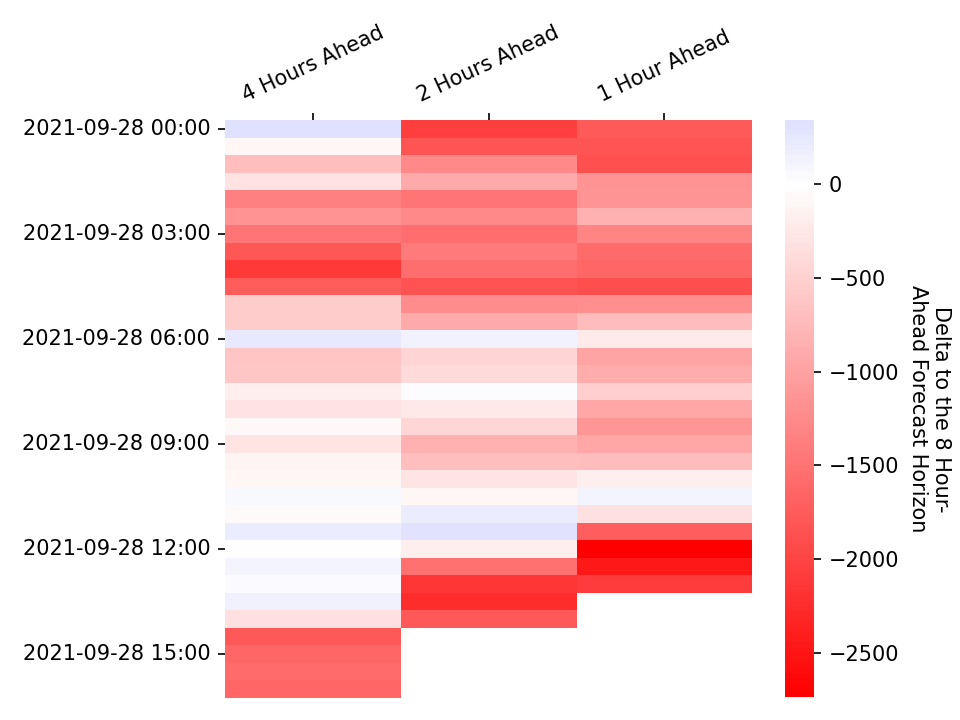 4 Hours Ahead
2 Hours Ahead
1 Hour Ahead
2021-09-28 00:00
2021-09-28 03:00
2021-09-28 06:00
2021-09-28 09:00
2021-09-28 12:00
2021-09-28 15:00
0
−500
−1000
−1500
−2000
−2500
Delta to the 8 Hour-
Ahead Forecast Horizon